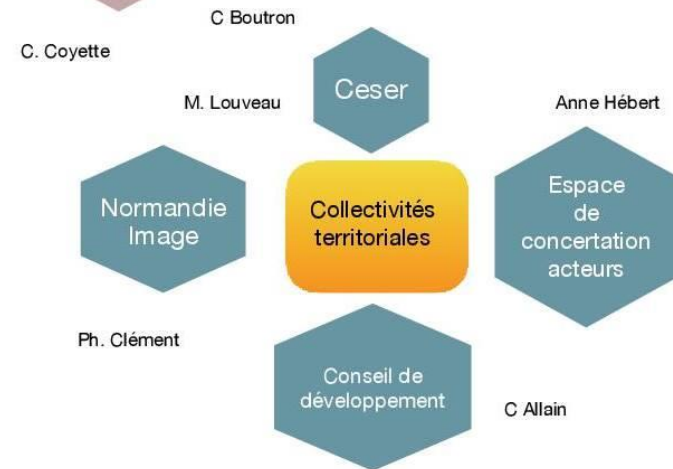 C Boutron
C. Coyette
Ceser
M. Louveau
Anne Hébert
Normandie
Image
Collectivités
territoriales
Espace
de
concertation
acteurs
Ph. Clément
Conseil de
développement
C Allain